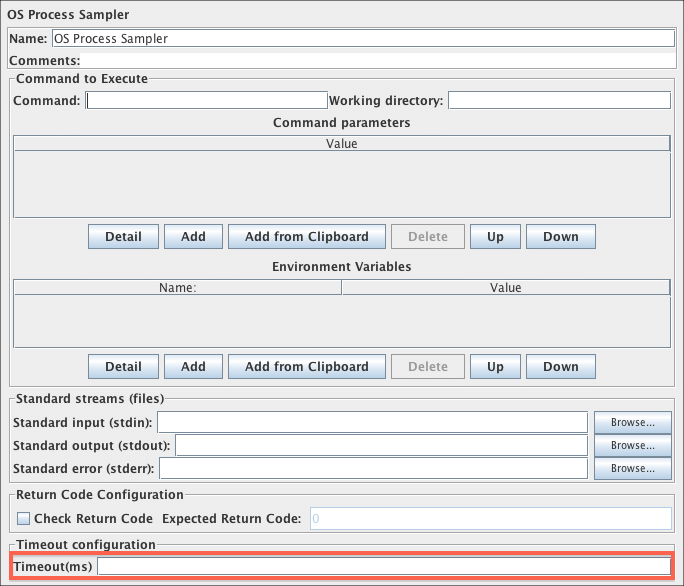 OS Process Sampler
Name: OS Process Sampler
Comments:
Command to Execute
Command: Working directory:
Command parameters
Value
Detail Add Add from Clipboard Delete Up Down
Environment Variables
Name: Value
Detail Add Add from Clipboard Delete Up Down
Standard streams (files)
Standard input (stdin): Browse...
Standard output (stdout): Browse...
Standard error (stderr): Browse...
Return Code Configuration
Check Return Code Expected Return Code: 0
Timeout configuration
Timeout(ms)